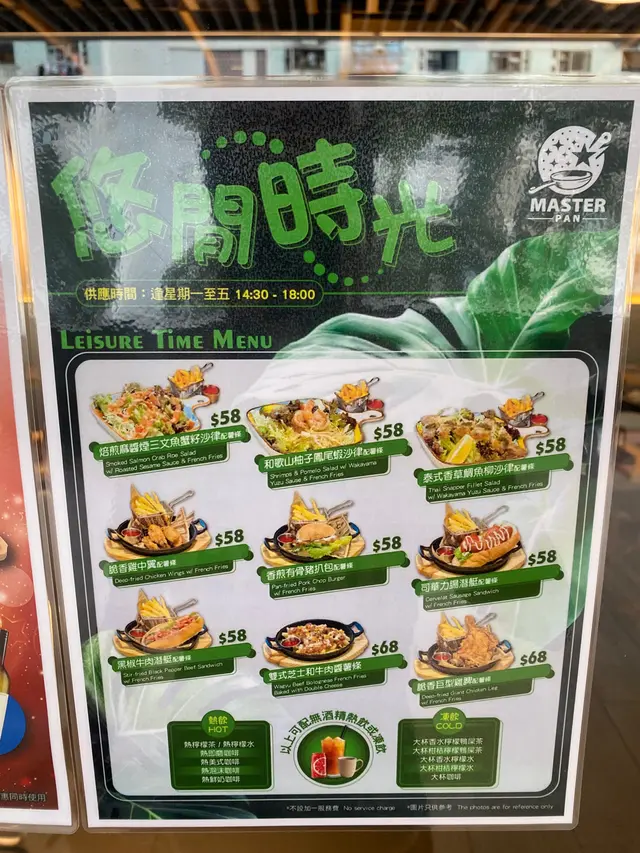 悠閒時光
MASTER
PAN
供應時間：逢星期一至五 14:30 - 18:00
LEISURE TIME MENU
$58
焙煎麻醬煙三文魚蟹籽沙律配薯條
Smoked Salmon Crab Roe Salad
w/ Roasted Sesame Sauce & French Fries
$58
和歌山柚子鳳尾蝦沙律配薯條
Shrimps & Pomelo Salad w/ Wakayama
Yuzu Sause & French Fries
$58
泰式香草鯛魚柳沙律配薯條
Thai Snapper Fillet Salad
w/ Wakayama Yuzu Sauce & French Fries
$58
脆香雞中翼配薯條
Deep-fried Chicken Wings w/ French Fries
$58
香煎有骨豬扒包配薯條
Pan-fried Pork Chop Burger
w/ French Fries
$58
司華力腸潛艇配薯條
Cervelat Sausage Sandwich
w/ French Fries
$58
黑椒牛肉潛艇配薯條
Stir-fried Black Pepper Beef Sandwich
w/ French Fries
$68
雙式芝士和牛肉醬薯條
Wagyu Beef Bolognese French Fries
Baked with Double Cheese
$68
脆香巨型雞髀配薯條
Deep-fried Giant Chicken Leg
w/ French Fries
熱飲
HOT
熱檸檬茶 / 熱檸檬水
熱即磨咖啡
熱美式咖啡
熱泡沫咖啡
熱鮮奶咖啡
以上可配無酒精熱飲或凍飲
凍飲
COLD
大杯香水檸檬鴨屎茶
大杯柑桔檸檬鴨屎茶
大杯香水檸檬水
大杯柑桔檸檬水
大杯咖啡
*不設加一服務費 No service charge
*圖片只供參考 The photos are for reference only
惠同時使用